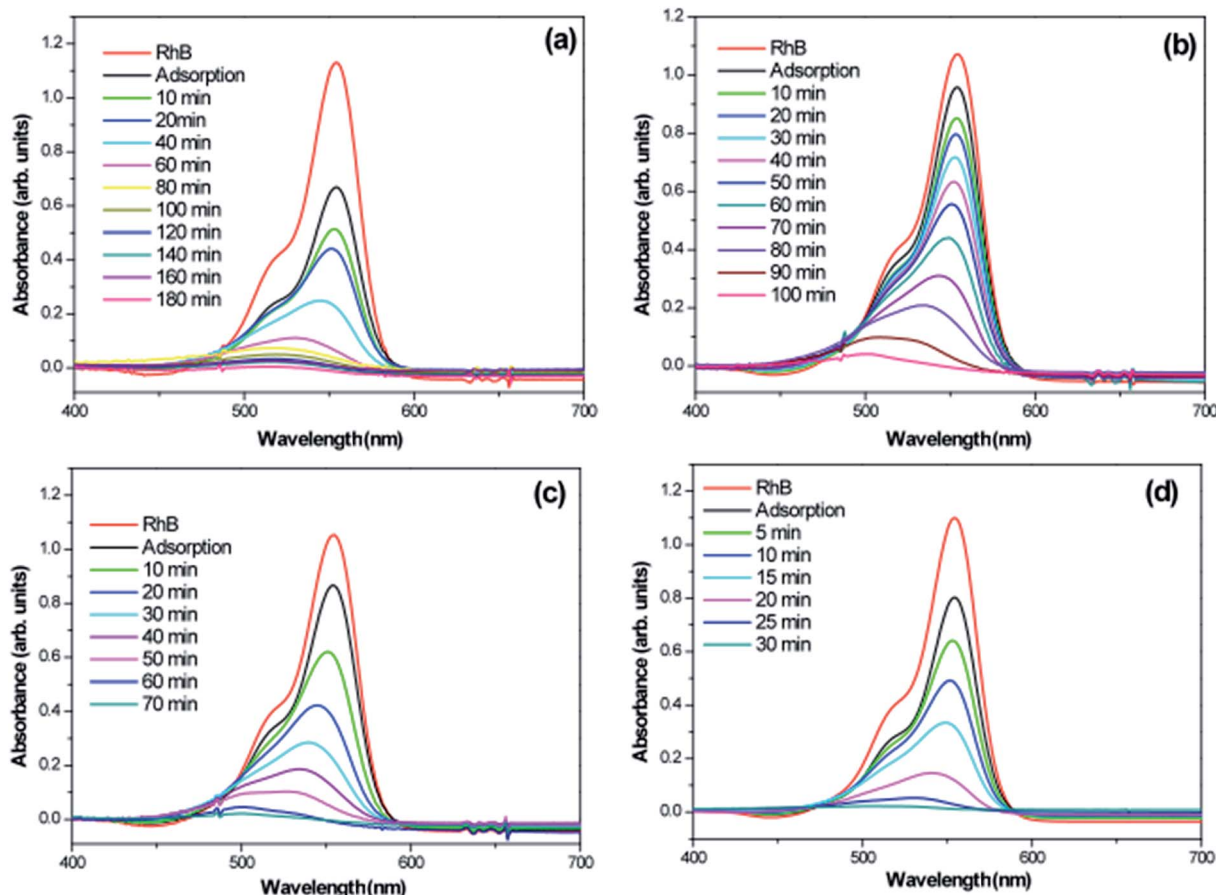 (a)
1.2
1.0
0.8
0.6
0.4
0.2
0.0
Absorbance (arb. units)
RhB
Adsorption
10 min
20min
40 min
60 min
80 min
100 min
120 min
140 min
160 min
180 min
400
500
600
700
Wavelength(nm)
(b)
1.2
1.0
0.8
0.6
0.4
0.2
0.0
Absorbance (arb. units)
RhB
Adsorption
10 min
20 min
30 min
40 min
50 min
60 min
70 min
80 min
90 min
100 min
400
500
600
700
Wavelength(nm)
(c)
1.2
1.0
0.8
0.6
0.4
0.2
0.0
Absorbance (arb. units)
RhB
Adsorption
10 min
20 min
30 min
40 min
50 min
60 min
70 min
400
500
600
700
Wavelength(nm)
(d)
1.2
1.0
0.8
0.6
0.4
0.2
0.0
Absorbance (arb. units)
RhB
Adsorption
5 min
10 min
15 min
20 min
25 min
30 min
400
500
600
700
Wavelength(nm)